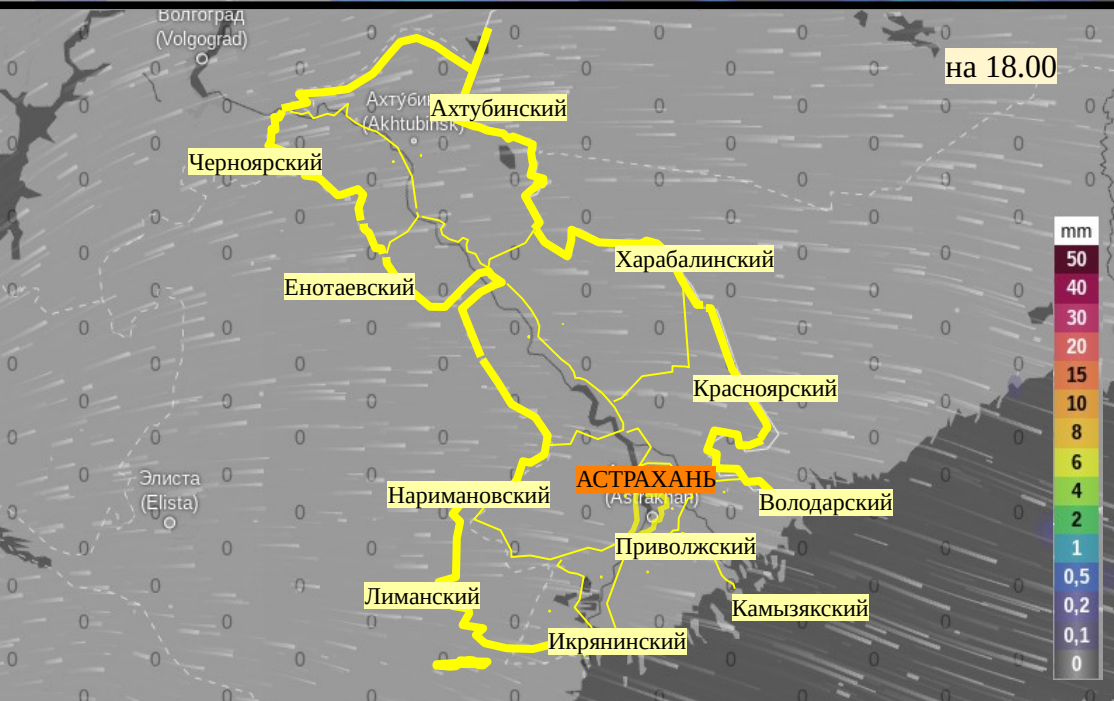 Волгоград
(Volgograd)
на 18.00
Ахтубинский
(Akhtubinsk)
Черноярский
mm
Харабалинский
50
Енотаевский
40
30
20
15
Красноярский
10
8
6
Элиста
АСТРАХАНЬ
4
(Elista)
Наримановский
(Astrakhan)
Володарский
2
Приволжский
1
0,5
Лиманский
Камызякский
0,2
Икрянинский
0,1
0